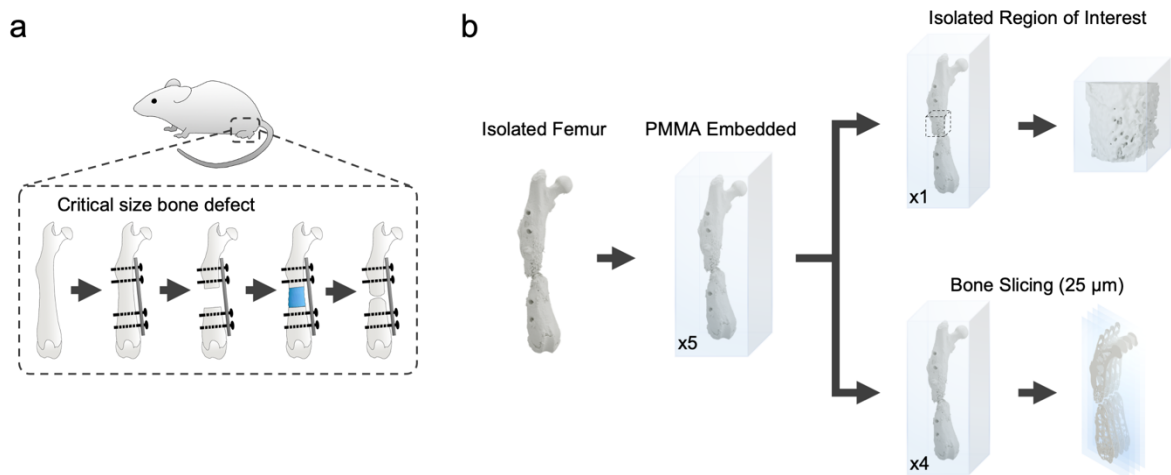 a
Critical size bone defect
b
Isolated Femur
PMMA Embedded
x5
Isolated Region of Interest
x1
Bone Slicing (25 µm)
x4